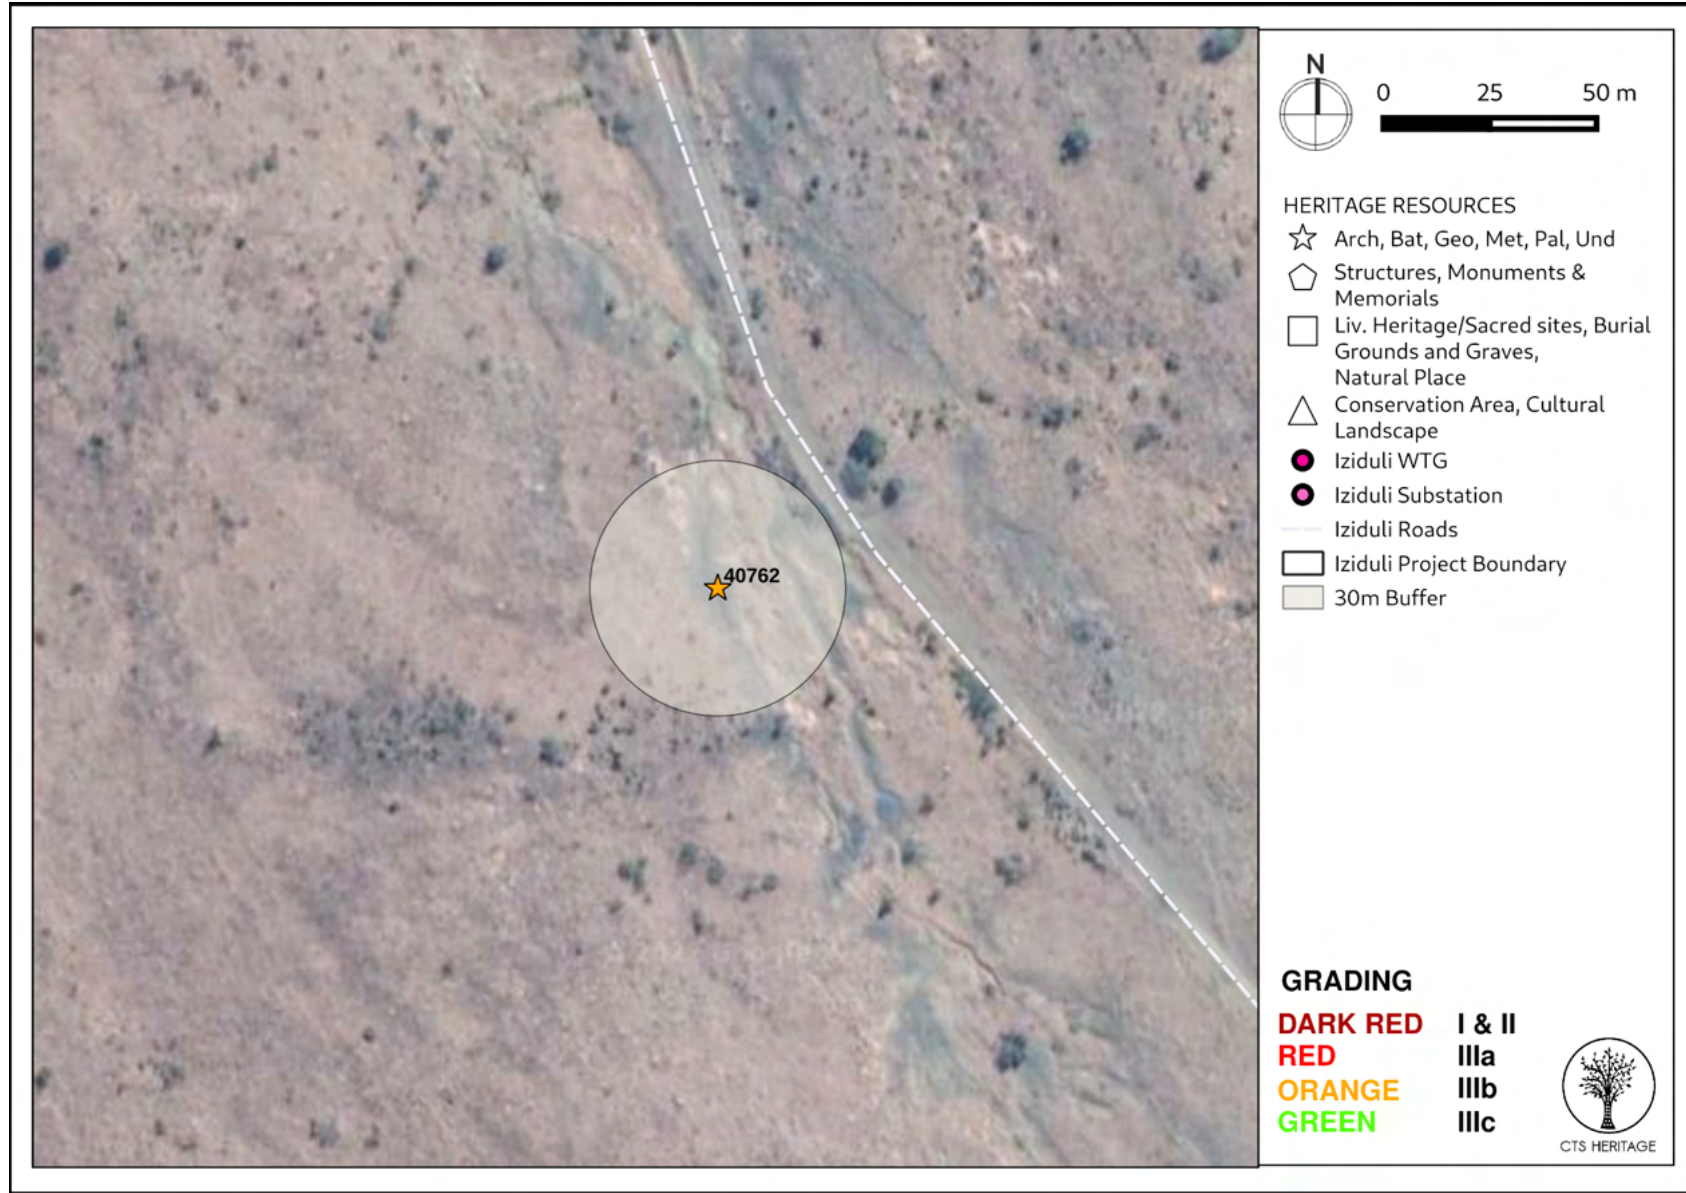 40762
N
0 25 50 m
HERITAGE RESOURCES
Arch, Bat, Geo, Met, Pal, Und
Structures, Monuments &
Memorials
Liv. Heritage/Sacred sites, Burial
Grounds and Graves,
Natural Place
Conservation Area, Cultural
Landscape
Iziduli WTG
Iziduli Substation
Iziduli Roads
Iziduli Project Boundary
30m Buffer
GRADING
DARK RED I & II
RED IIIa
ORANGE IIIb
GREEN IIIc
CTS HERITAGE